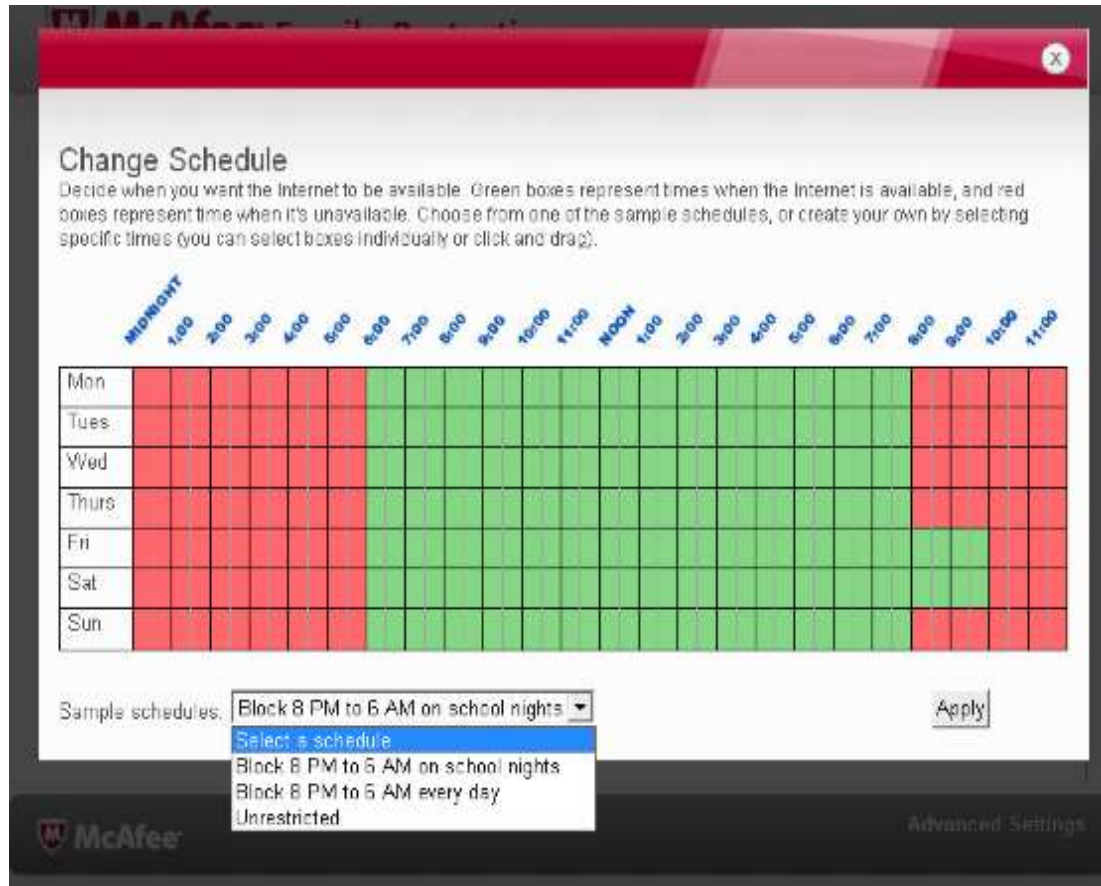 McAfee Family Protection
X
Change Schedule
Decide when you want the Internet to be available. Green boxes represent times when the Internet is available, and red
boxes represent time when it's unavailable. Choose from one of the sample schedules, or create your own by selecting
specific times (you can select boxes individually or click and drag).
MIDNIGHT 1:00 2:00 3:00 4:00 5:00 6:00 7:00 8:00 9:00 10:00 11:00 NOON 1:00 2:00 3:00 4:00 5:00 6:00 7:00 8:00 9:00 10:00 11:00
Mon
Tues
Wed
Thurs
Fri
Sat
Sun
Sample schedules: Block 8 PM to 6 AM on school nights Apply
Select a schedule
Block 8 PM to 6 AM on school nights
Block 8 PM to 6 AM every day
Unrestricted
McAfee Advanced Settings